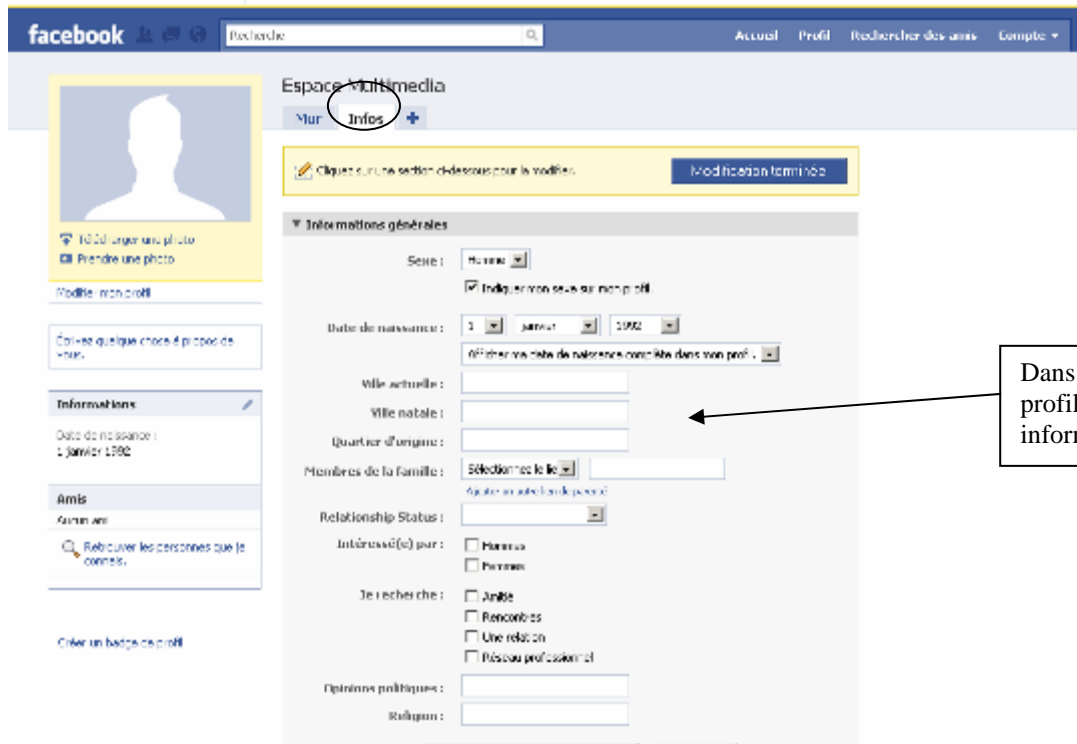 facebook
Recherche
Accueil Profil Rechercher des amis Compte
Espace Multimedia
Mur Infos
Cliquez sur une section ci-dessous pour la modifier.
Modification terminée
Télécharger une photo
Prendre une photo
Modifier mon profil
Écrivez quelque chose à propos de
vous.
Informations
Date de naissance :
1 janvier 1992
Amis
Aucun ami
Retrouver les personnes que je
connais.
Créer un badge de profil
Informations générales
Sexe : Homme
Indiquer mon sexe sur mon profil.
Date de naissance : 1 janvier 1992
Afficher ma date de naissance complète dans mon profil.
Ville actuelle :
Ville natale :
Quartier d'origine :
Membres de la famille : Sélectionnez le lie
Ajouter un autre lien de parenté
Relationship Status :
Intéressé(e) par : Hommes
Femmes
Je recherche : Amitié
Rencontres
Une relation
Réseau professionnel
Opinions politiques :
Religion :
Dans
profil
inform